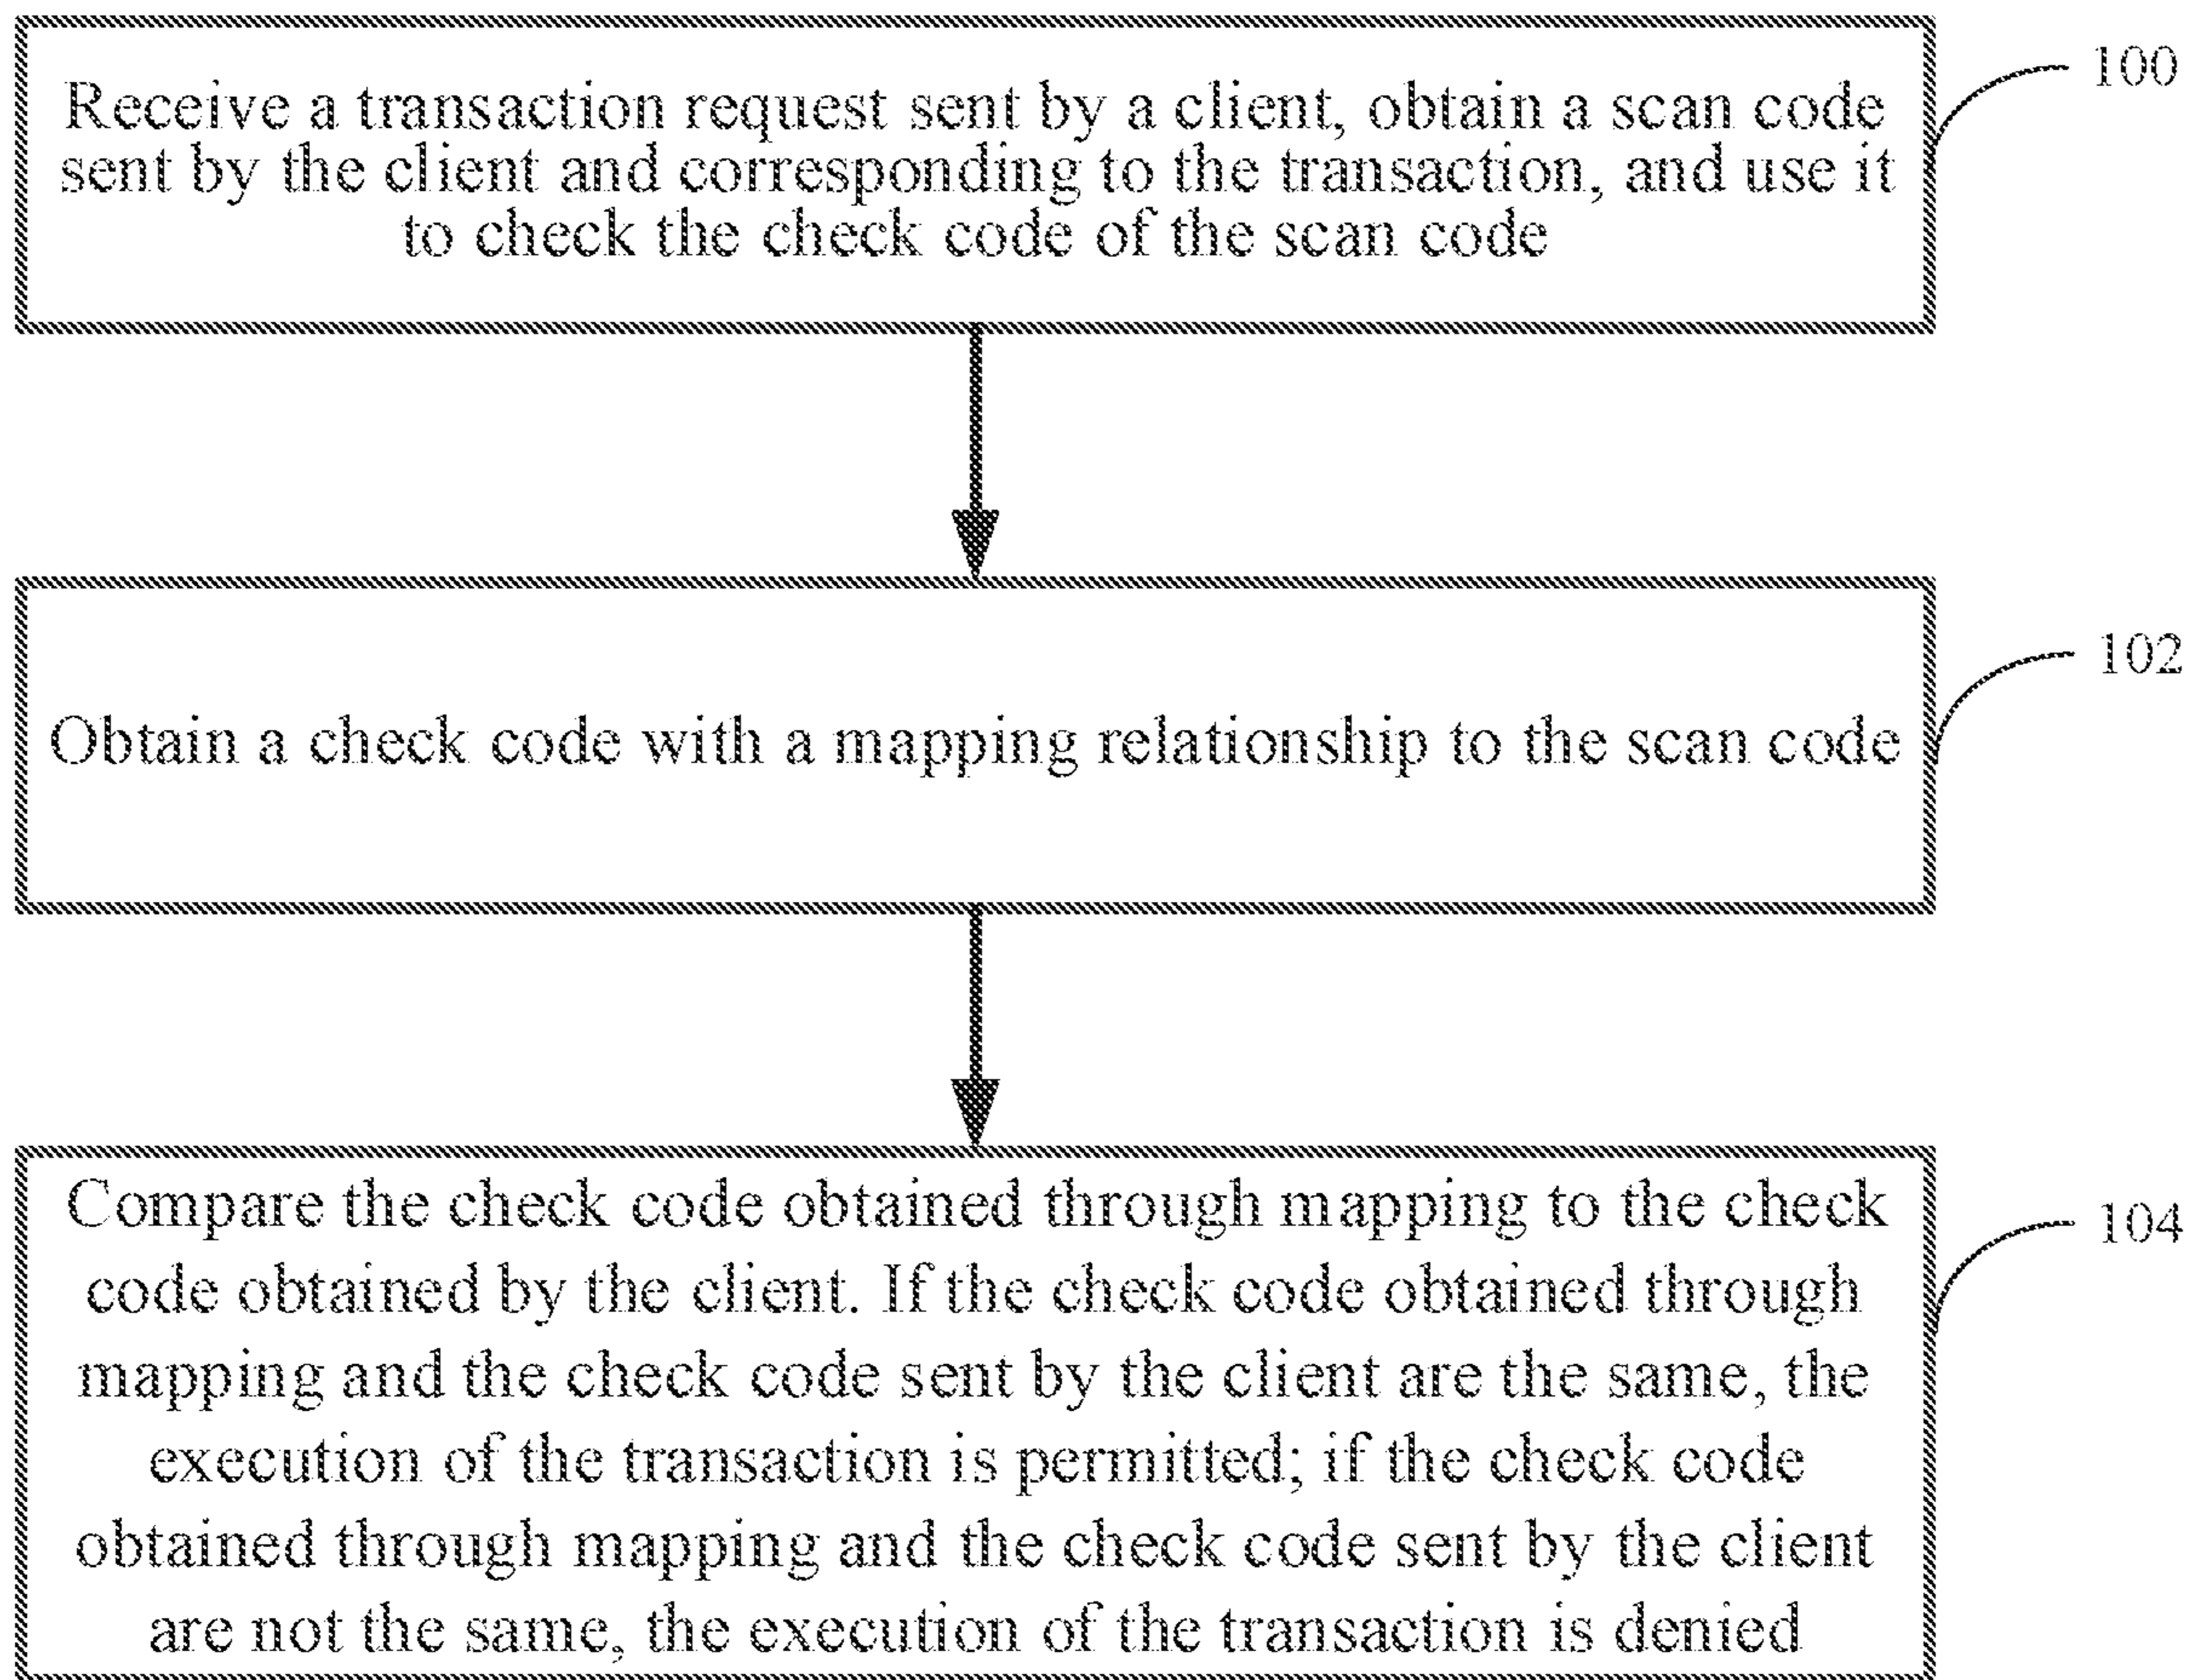 Receive a transaction request sent by a client, obtain a scan code
sent by the client and corresponding to the transaction, and use it
to check the check code of the scan code
100
Obtain a check code with a mapping relationship to the scan code
102
Compare the check code obtained through mapping to the check
code obtained by the client. If the check code obtained through
mapping and the check code sent by the client are the same, the
execution of the transaction is permitted; if the check code
obtained through mapping and the check code sent by the client
are not the same, the execution of the transaction is denied
104